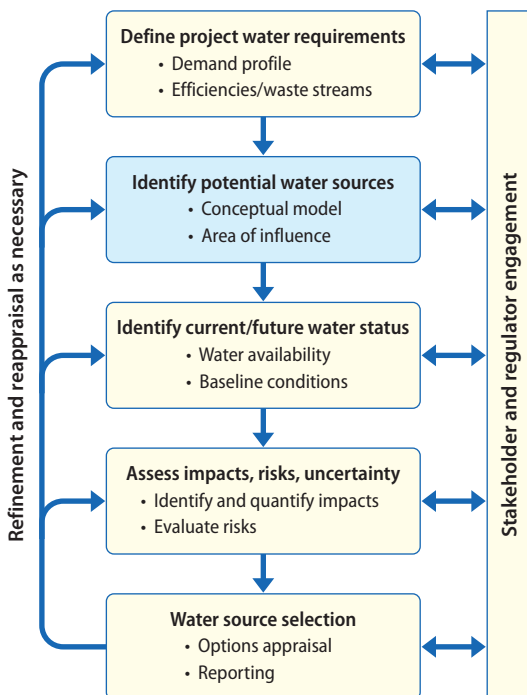 Define project water requirements
• Demand profile
• Efficiencies/waste streams
Identify potential water sources
• Conceptual model
• Area of influence
Identify current/future water status
• Water availability
• Baseline conditions
Assess impacts, risks, uncertainty
• Identify and quantify impacts
• Evaluate risks
Water source selection
• Options appraisal
• Reporting
Refinement and reappraisal as necessary
Stakeholder and regulator engagement